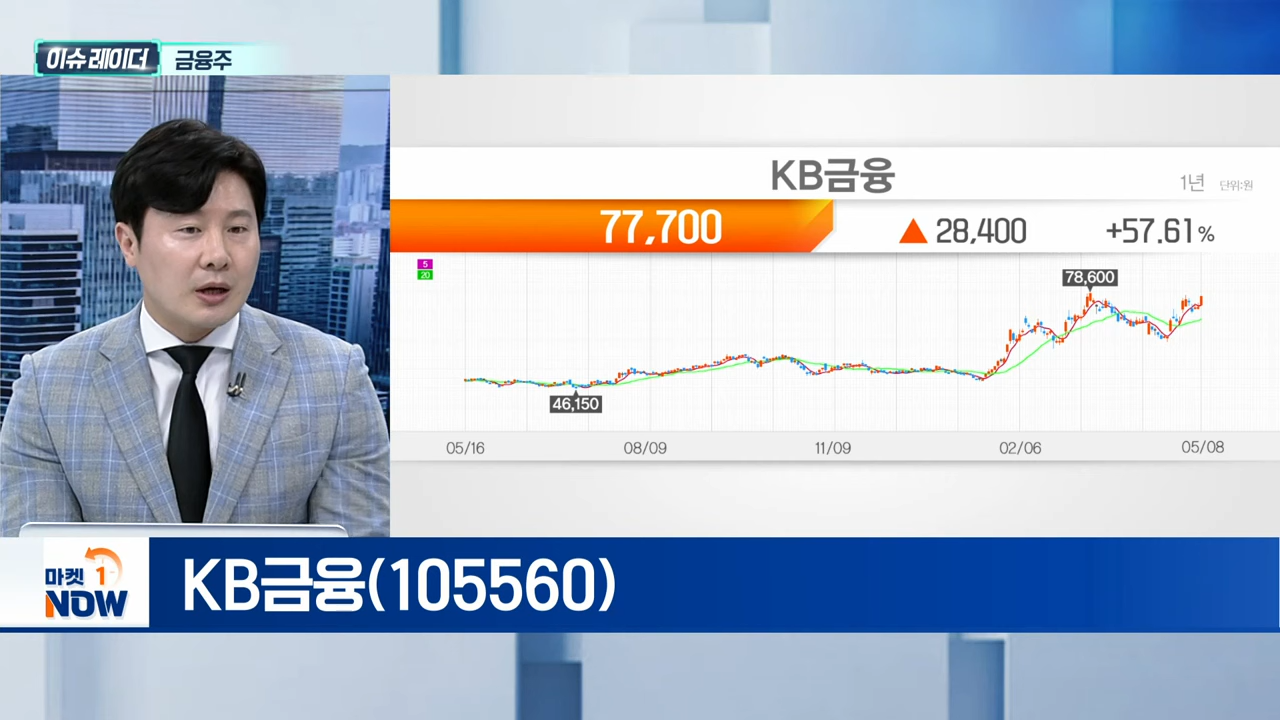 이슈 레이더 금융주
KB금융
1년 단위:원
77,700 ▲ 28,400 +57.61%
5
20
78,600
46,150
05/16 08/09 11/09 02/06 05/08
마켓 1
NOW
KB금융(105560)